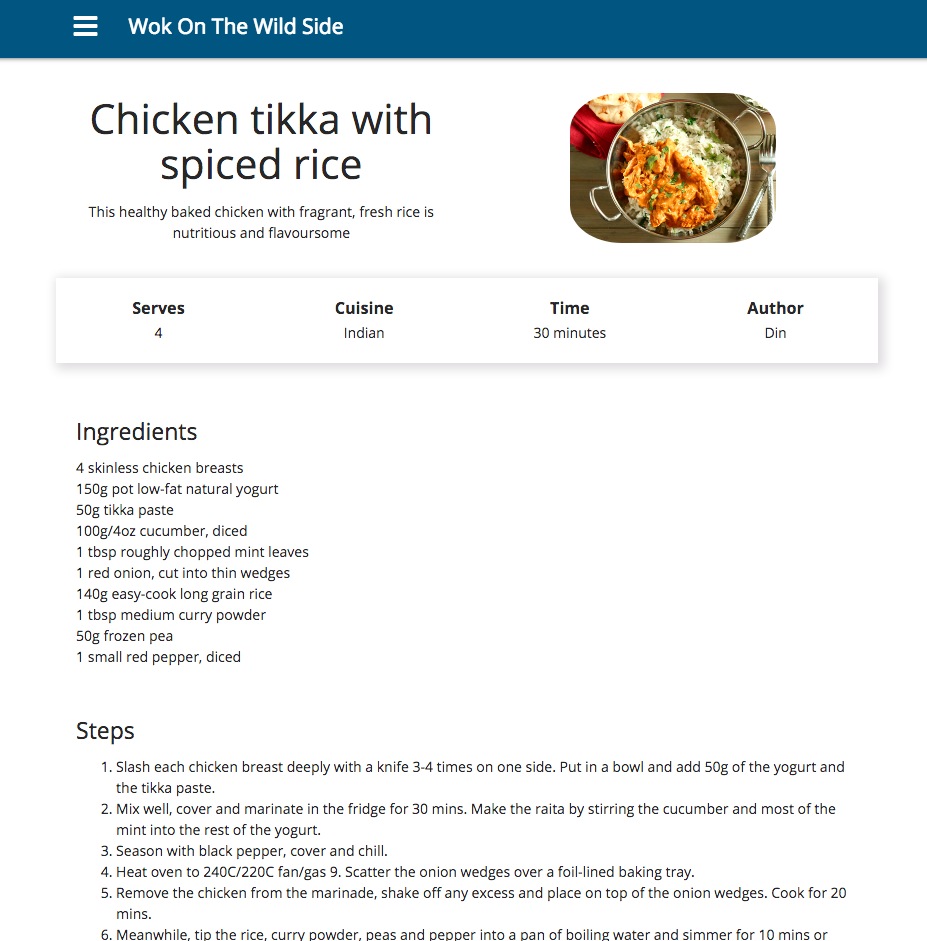 Wok On The Wild Side
Chicken tikka with
spiced rice
This healthy baked chicken with fragrant, fresh rice is
nutritious and flavoursome
Serves Cuisine Time Author
4 Indian 30 minutes Din
Ingredients
4 skinless chicken breasts
150g pot low-fat natural yogurt
50g tikka paste
100g/4oz cucumber, diced
1 tbsp roughly chopped mint leaves
1 red onion, cut into thin wedges
140g easy-cook long grain rice
1 tbsp medium curry powder
50g frozen pea
1 small red pepper, diced
Steps
1. Slash each chicken breast deeply with a knife 3-4 times on one side. Put in a bowl and add 50g of the yogurt and
the tikka paste.
2. Mix well, cover and marinate in the fridge for 30 mins. Make the raita by stirring the cucumber and most of the
mint into the rest of the yogurt.
3. Season with black pepper, cover and chill.
4. Heat oven to 240C/220C fan/gas 9. Scatter the onion wedges over a foil-lined baking tray.
5. Remove the chicken from the marinade, shake off any excess and place on top of the onion wedges. Cook for 20
mins.
6. Meanwhile, tip the rice, curry powder, peas and pepper into a pan of boiling water and simmer for 10 mins or